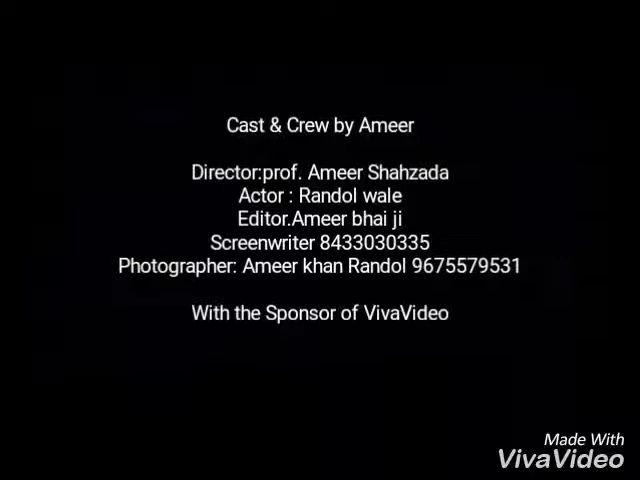 Cast & Crew by Ameer
Director:prof. Ameer Shahzada
Actor : Randol wale
Editor.Ameer bhai ji
Screenwriter 8433030335
Photographer: Ameer khan Randol 9675579531
With the Sponsor of VivaVideo
Made With
VivaVideo